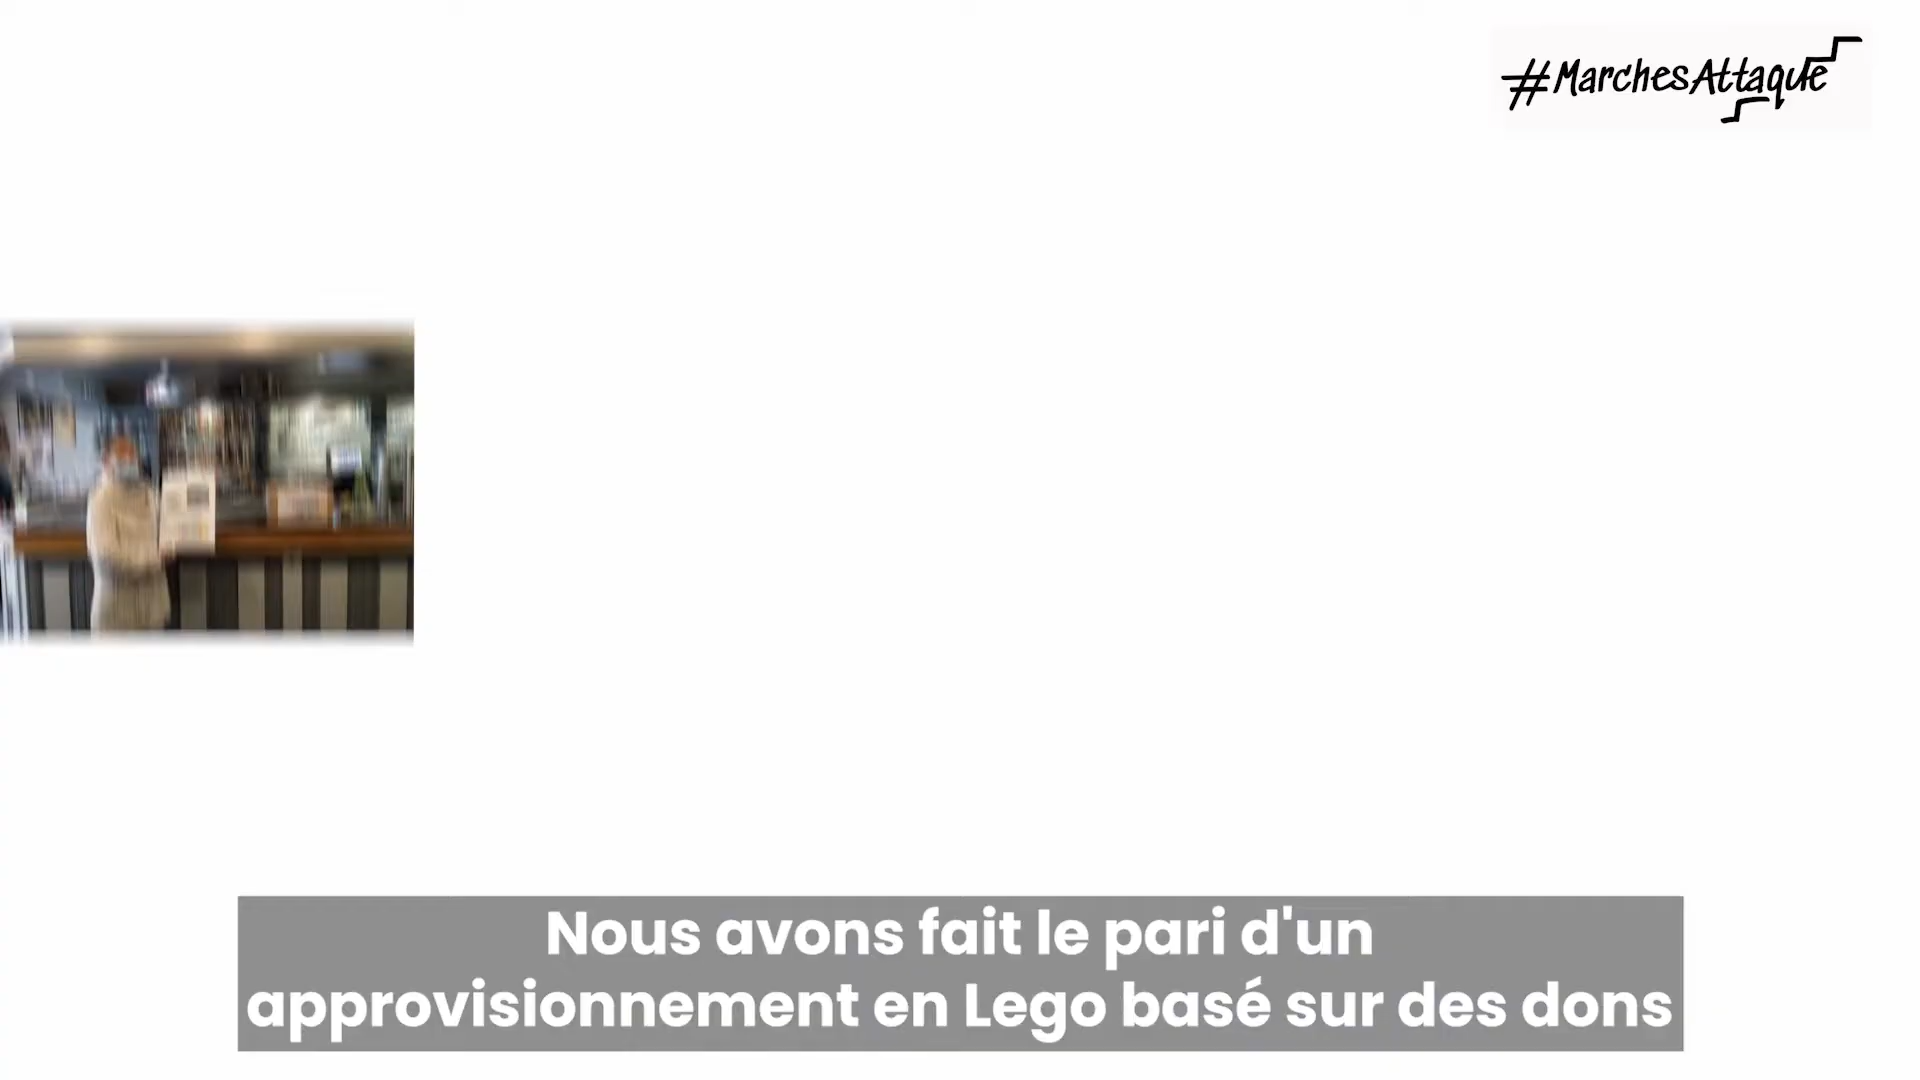 #MarchesAttaque
Nous avons fait le pari d'un
approvisionnement en Lego basé sur des dons